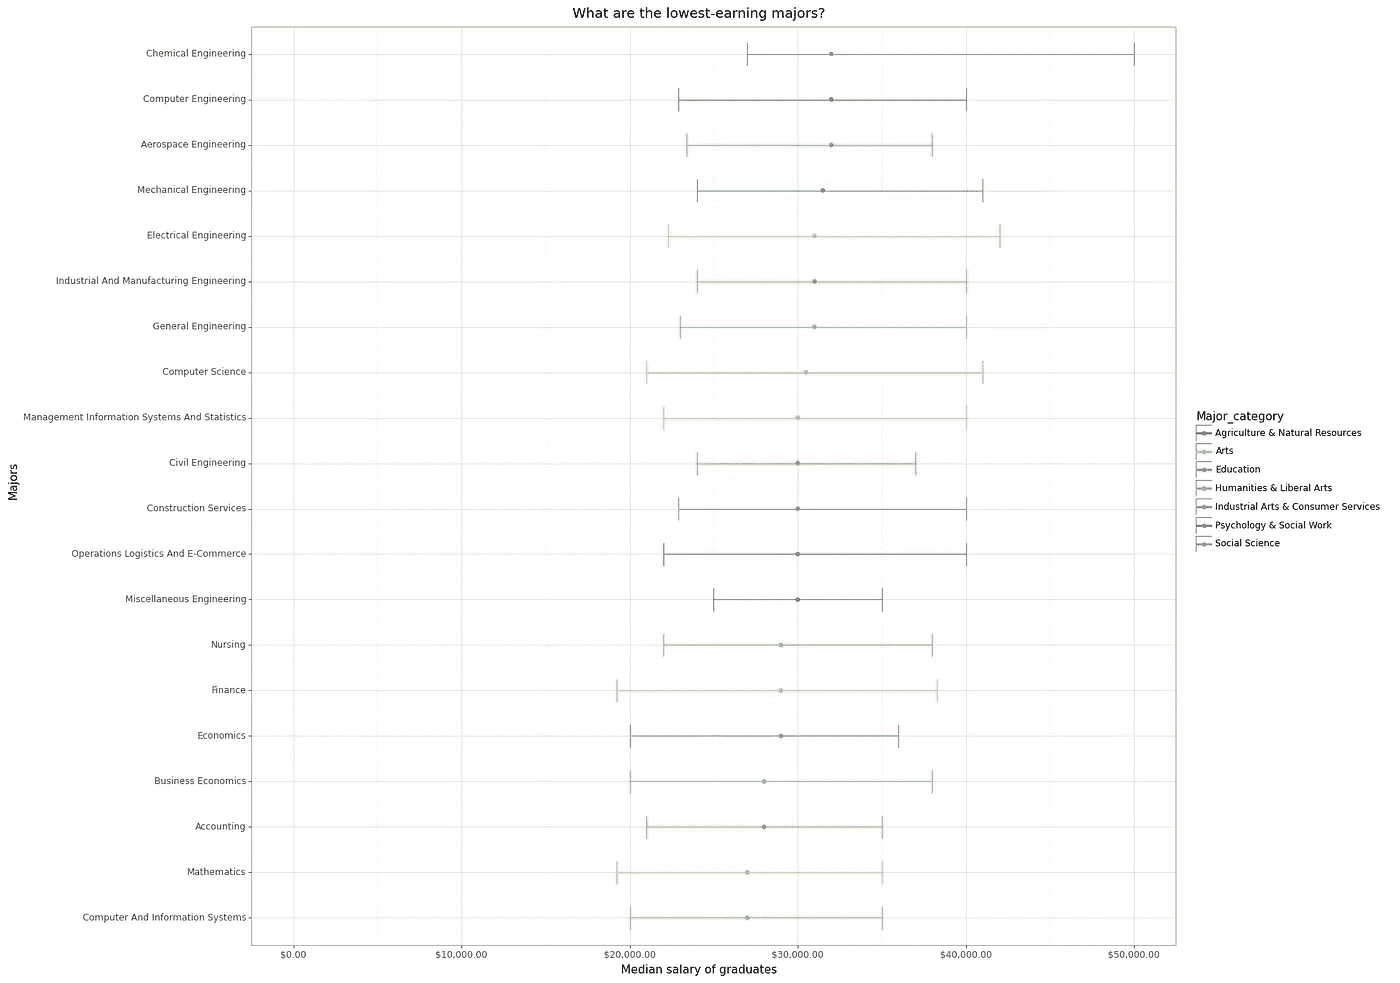 What are the lowest-earning majors?
Chemical Engineering
Computer Engineering
Aerospace Engineering
Mechanical Engineering
Electrical Engineering
Industrial And Manufacturing Engineering
General Engineering
Computer Science
Management Information Systems And Statistics
Civil Engineering
Construction Services
Operations Logistics And E-Commerce
Miscellaneous Engineering
Nursing
Finance
Economics
Business Economics
Accounting
Mathematics
Computer And Information Systems
Majors
$0.00 $10,000.00 $20,000.00 $30,000.00 $40,000.00 $50,000.00
Median salary of graduates
Major_category
Agriculture & Natural Resources
Arts
Education
Humanities & Liberal Arts
Industrial Arts & Consumer Services
Psychology & Social Work
Social Science